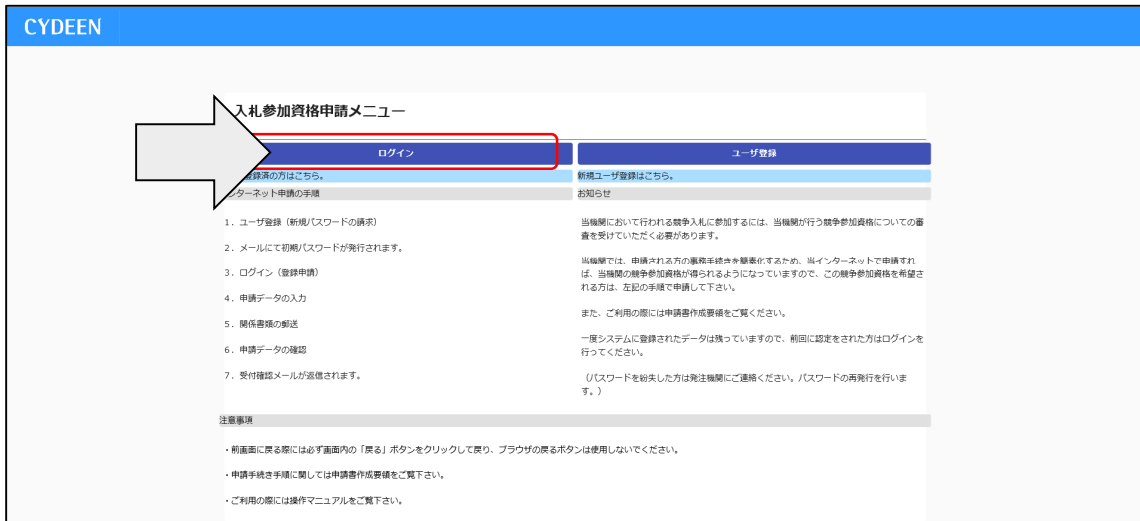 CYDEEN
入札参加資格申請メニュー
ログイン
ユーザ登録
登録済の方はこちら。
新規ユーザ登録はこちら。
ンターネット申請の手順
お知らせ
1．ユーザ登録（新規パスワードの請求）
2．メールにて初期パスワードが発行されます。
3．ログイン（登録申請）
4．申請データの入力
5．関係書類の郵送
6．申請データの確認
7．受付確認メールが返信されます。
当機関において行われる競争入札に参加するには、当機関が行う競争参加資格についての審
査を受けていただく必要があります。
当機関では、申請される方の事務手続きを簡素化するため、当インターネットで申請すれ
ば、当機関の競争参加資格が得られるようになっていますので、この競争参加資格を希望さ
れる方は、左記の手順で申請して下さい。
また、ご利用の際には申請書作成要領をご覧ください。
一度システムに登録されたデータは残っていますので、前回に認定をされた方はログインを
行ってください。
（パスワードを紛失した方は発注機関にご連絡ください。パスワードの再発行を行いま
す。）
注意事項
・前画面に戻る際には必ず画面内の「戻る」ボタンをクリックして戻り、ブラウザの戻るボタンは使用しないでください。
・申請手続き手順に関しては申請書作成要領をご覧下さい。
・ご利用の際には操作マニュアルをご覧下さい。